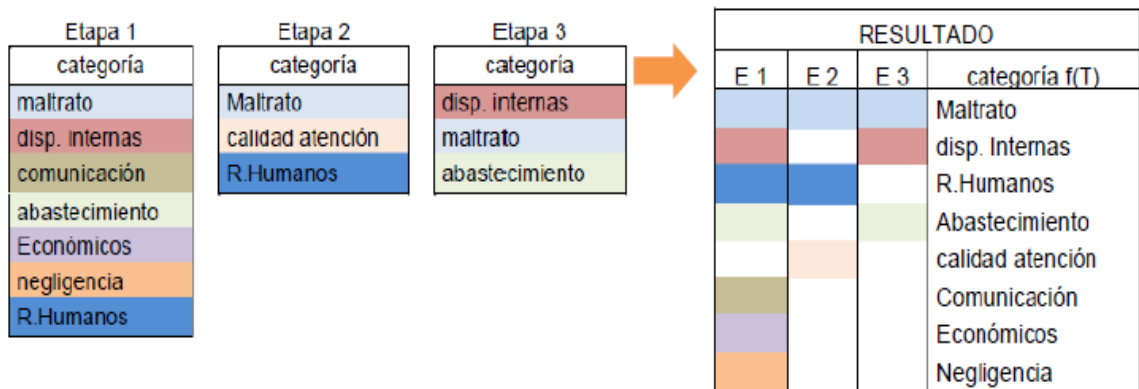 Etapa 1
categoría
maltrato
disp. internas
comunicación
abastecimiento
Económicos
negligencia
R.Humanos
Etapa 2
categoría
Maltrato
calidad atención
R.Humanos
Etapa 3
categoría
disp. internas
maltrato
abastecimiento
RESULTADO
E 1 E 2 E 3 categoría f(T)
Maltrato
disp. Internas
R.Humanos
Abastecimiento
calidad atención
Comunicación
Económicos
Negligencia